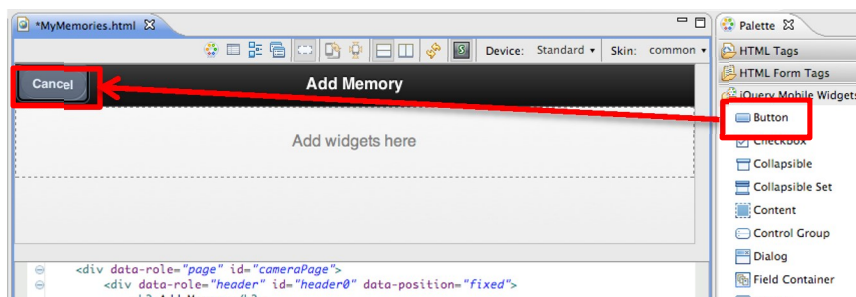 *MyMemories.html
Palette
Device: Standard Skin: common
HTML Tags
HTML Form Tags
jQuery Mobile Widgets
Cancel
Add Memory
Button
Checkbox
Add widgets here
Collapsible
Collapsible Set
Content
Control Group
Dialog
Field Container
<div data-role="page" id="cameraPage">
<div data-role="header" id="header0" data-position="fixed">